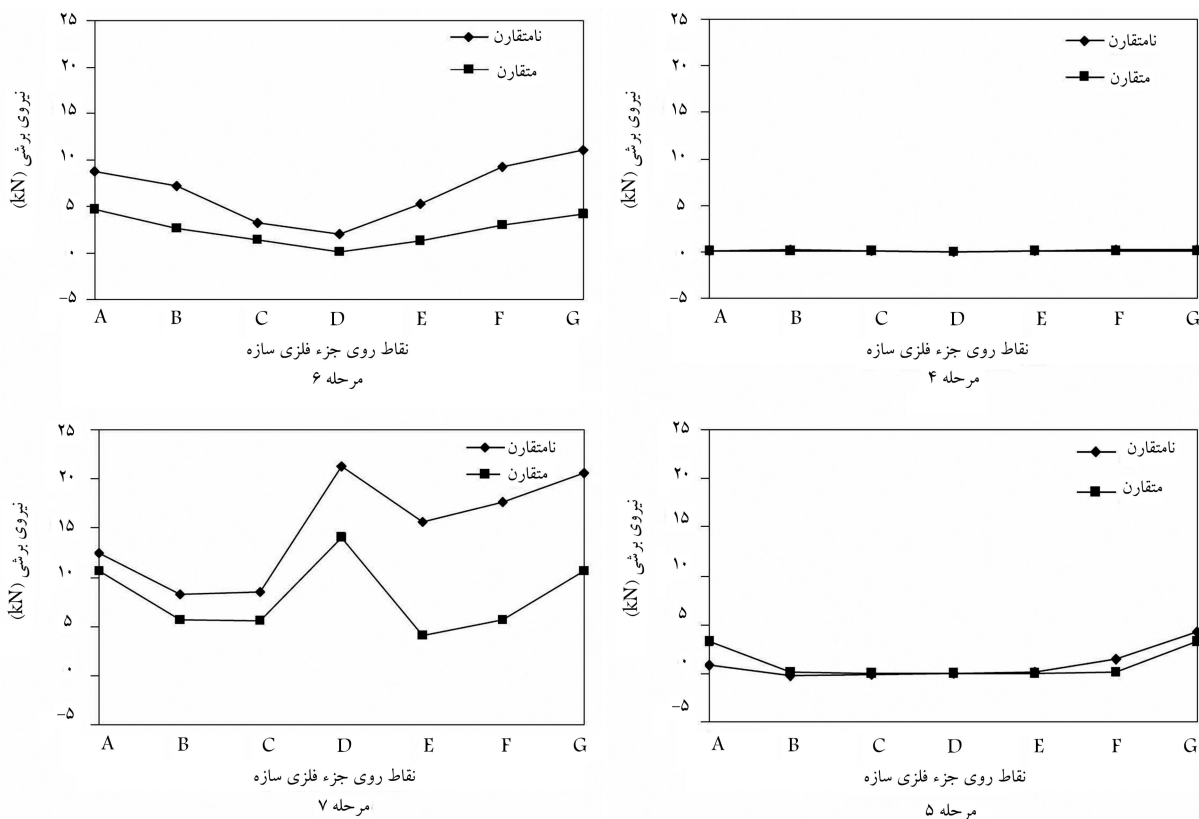 ۲۵
۲۰
۱۵
۱۰
۵
۰
−۵
نیروی برشی (kN)
نامتقارن
متقارن
A B C D E F G
نقاط روی جزء فلزی سازه
مرحله ۴
۲۵
۲۰
۱۵
۱۰
۵
۰
−۵
نیروی برشی (kN)
نامتقارن
متقارن
A B C D E F G
نقاط روی جزء فلزی سازه
مرحله ۶
۲۵
۲۰
۱۵
۱۰
۵
۰
−۵
نیروی برشی (kN)
نامتقارن
متقارن
A B C D E F G
نقاط روی جزء فلزی سازه
مرحله ۵
۲۵
۲۰
۱۵
۱۰
۵
۰
−۵
نیروی برشی (kN)
نامتقارن
متقارن
A B C D E F G
نقاط روی جزء فلزی سازه
مرحله ۷